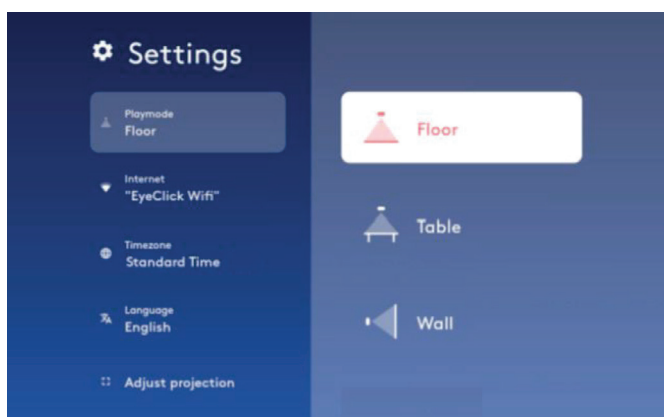 Settings
Playmode
Floor
Internet
"EyeClick Wifi"
Timezone
Standard Time
Language
English
Adjust projection
Floor
Table
Wall